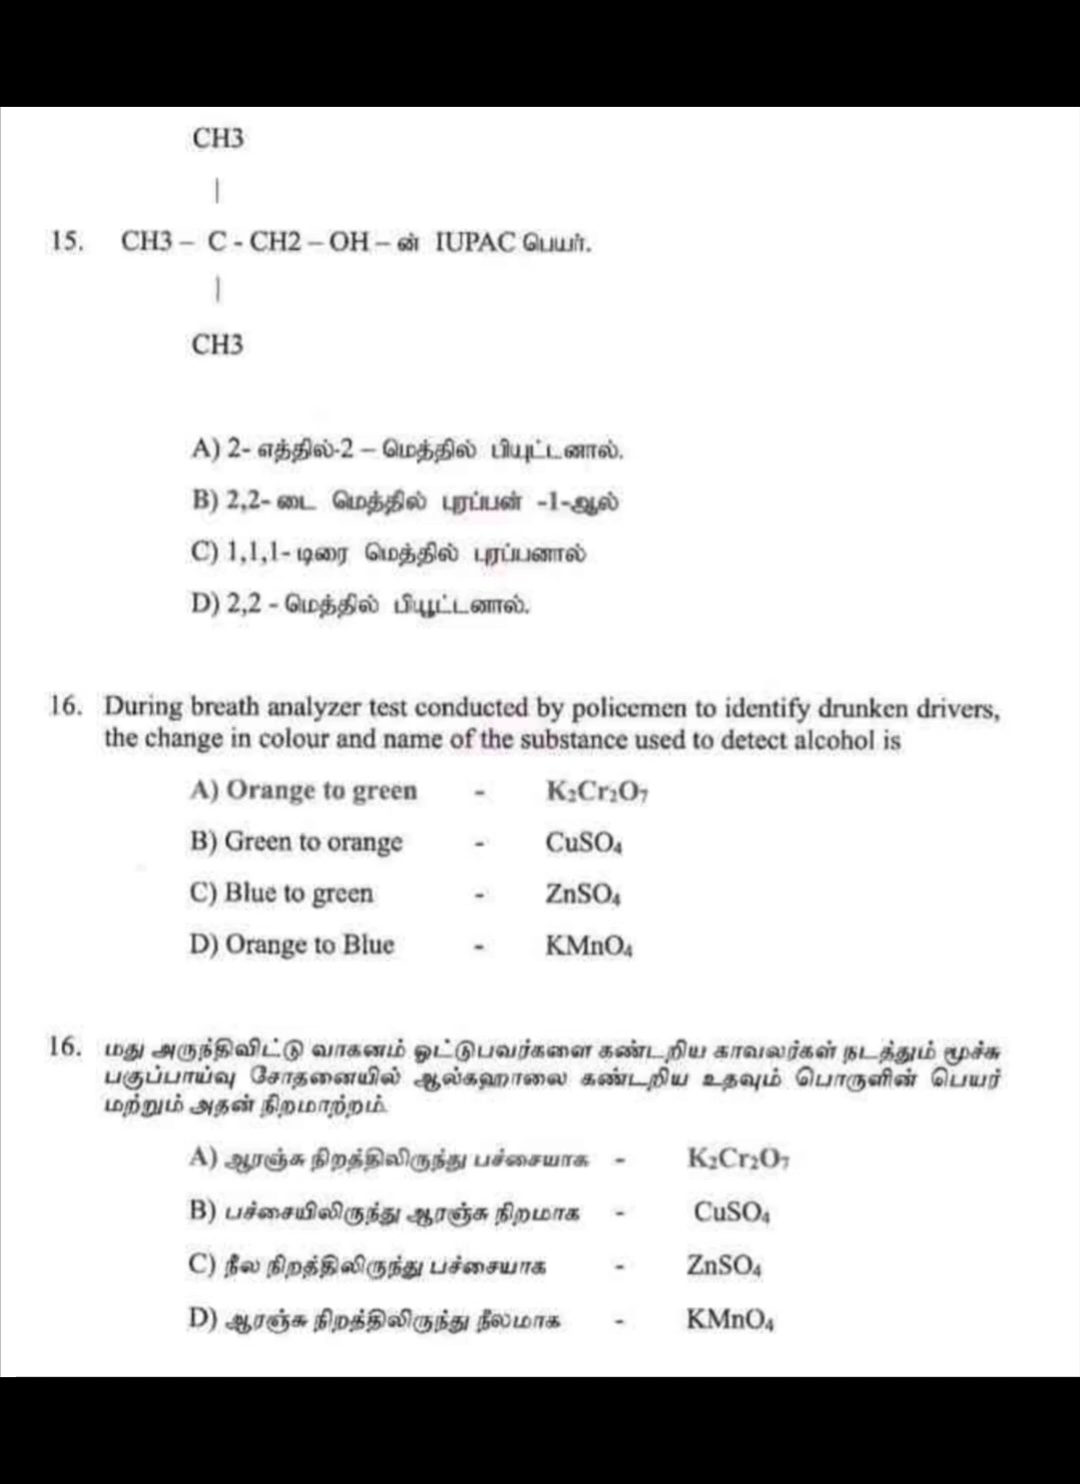 CH3
|
15. CH3 – C - CH2 – OH – ன் IUPAC பெயர்.
|
CH3
A) 2- எத்தில்-2 – மெத்தில் பியுட்டனால்.
B) 2,2- டை மெத்தில் புரப்பன் -1-ஆல்
C) 1,1,1- டிரை மெத்தில் புரப்பனால்
D) 2,2 - மெத்தில் பியூட்டனால்.
16. During breath analyzer test conducted by policemen to identify drunken drivers,
the change in colour and name of the substance used to detect alcohol is
A) Orange to green - K₂Cr₂O₇
B) Green to orange - CuSO₄
C) Blue to green - ZnSO₄
D) Orange to Blue - KMnO₄
16. மது அருந்திவிட்டு வாகனம் ஓட்டுபவர்களை கண்டறிய காவலர்கள் நடத்தும் மூச்சு
பகுப்பாய்வு சோதனையில் ஆல்கஹாலை கண்டறிய உதவும் பொருளின் பெயர்
மற்றும் அதன் நிறமாற்றம்.
A) ஆரஞ்சு நிறத்திலிருந்து பச்சையாக - K₂Cr₂O₇
B) பச்சையிலிருந்து ஆரஞ்சு நிறமாக - CuSO₄
C) நீல நிறத்திலிருந்து பச்சையாக - ZnSO₄
D) ஆரஞ்சு நிறத்திலிருந்து நீலமாக - KMnO₄